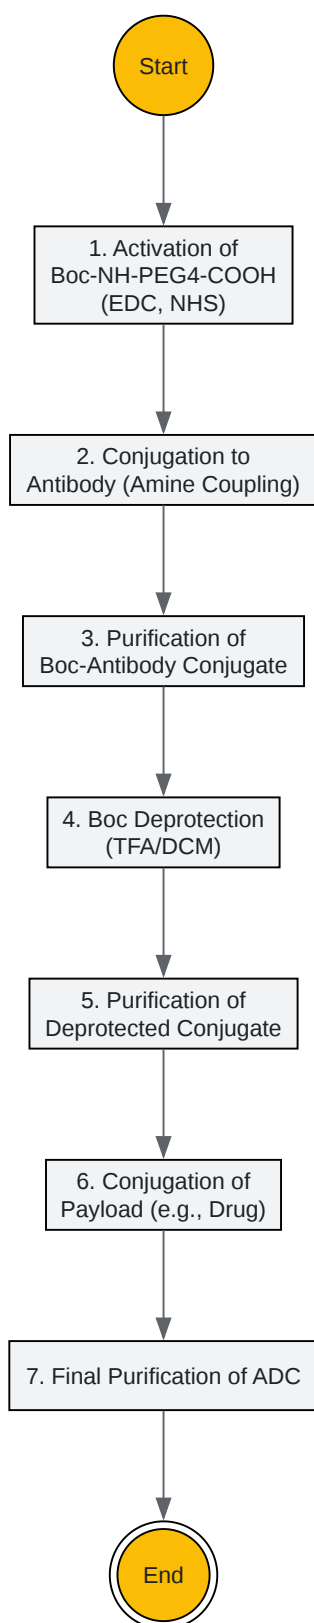 Start
1. Activation of
Boc-NH-PEG4-COOH
(EDC, NHS)
2. Conjugation to
Antibody (Amine Coupling)
3. Purification of
Boc-Antibody Conjugate
4. Boc Deprotection
(TFA/DCM)
5. Purification of
Deprotected Conjugate
6. Conjugation of
Payload (e.g., Drug)
7. Final Purification of ADC
End